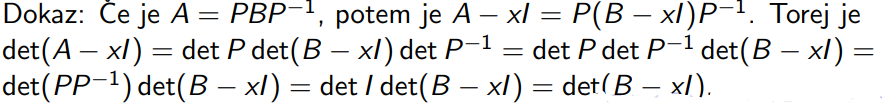 Dokaz: Če je A = PBP⁻¹, potem je A − xI = P(B − xI)P⁻¹. Torej je
det(A − xI) = det P det(B − xI) det P⁻¹ = det P det P⁻¹ det(B − xI) =
det(PP⁻¹) det(B − xI) = det I det(B − xI) = det(B − xI).